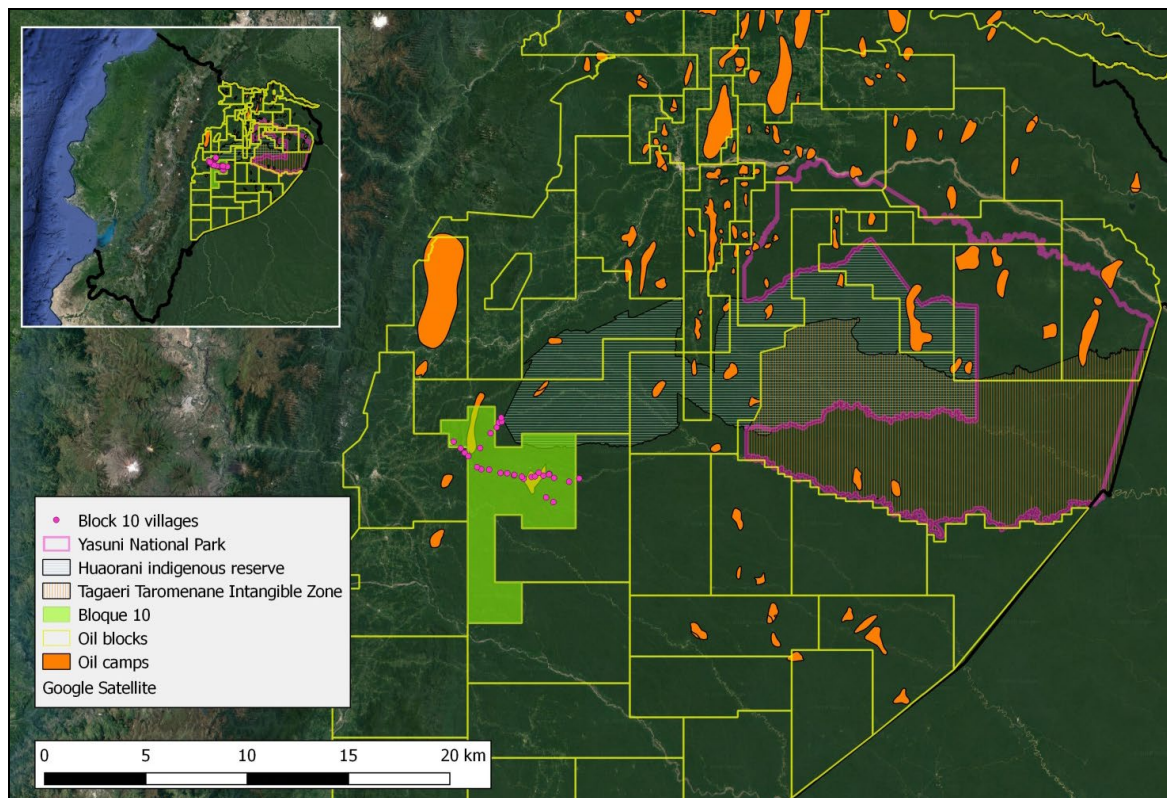 Block 10 villages
Yasuni National Park
Huaorani indigenous reserve
Tagaeri Taromenane Intangible Zone
Bloque 10
Oil blocks
Oil camps
Google Satellite
0 5 10 15 20 km